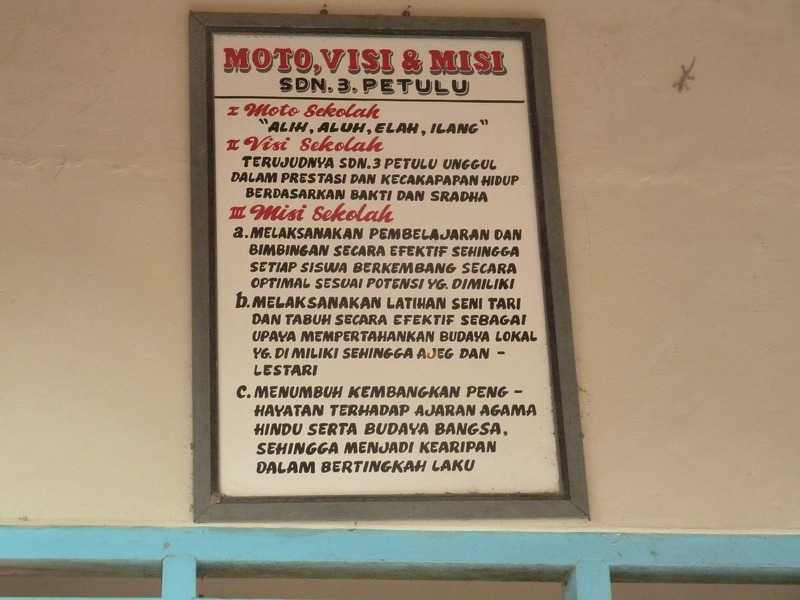 MOTO, VISI & MISI
SDN. 3. PETULU
I Moto Sekolah
"ALIH, ALUH, ELAH, ILANG"
II Visi Sekolah
TERUJUDNYA SDN.3 PETULU UNGGUL
DALAM PRESTASI DAN KECAKAPAPAN HIDUP
BERDASARKAN BAKTI DAN SRADHA
III Misi Sekolah
a. MELAKSANAKAN PEMBELAJARAN DAN
BIMBINGAN SECARA EFEKTIF SEHINGGA
SETIAP SISWA BERKEMBANG SECARA
OPTIMAL SESUAI POTENSI YG. DIMILIKI
b. MELAKSANAKAN LATIHAN SENI TARI
DAN TABUH SECARA EFEKTIF SEBAGAI
UPAYA MEMPERTAHANKAN BUDAYA LOKAL
YG. DI MILIKI SEHINGGA AJEG DAN -
LESTARI
c. MENUMBUH KEMBANGKAN PENG -
HAYATAN TERHADAP AJARAN AGAMA
HINDU SERTA BUDAYA BANGSA,
SEHINGGA MENJADI KEARIPAN
DALAM BERTINGKAH LAKU